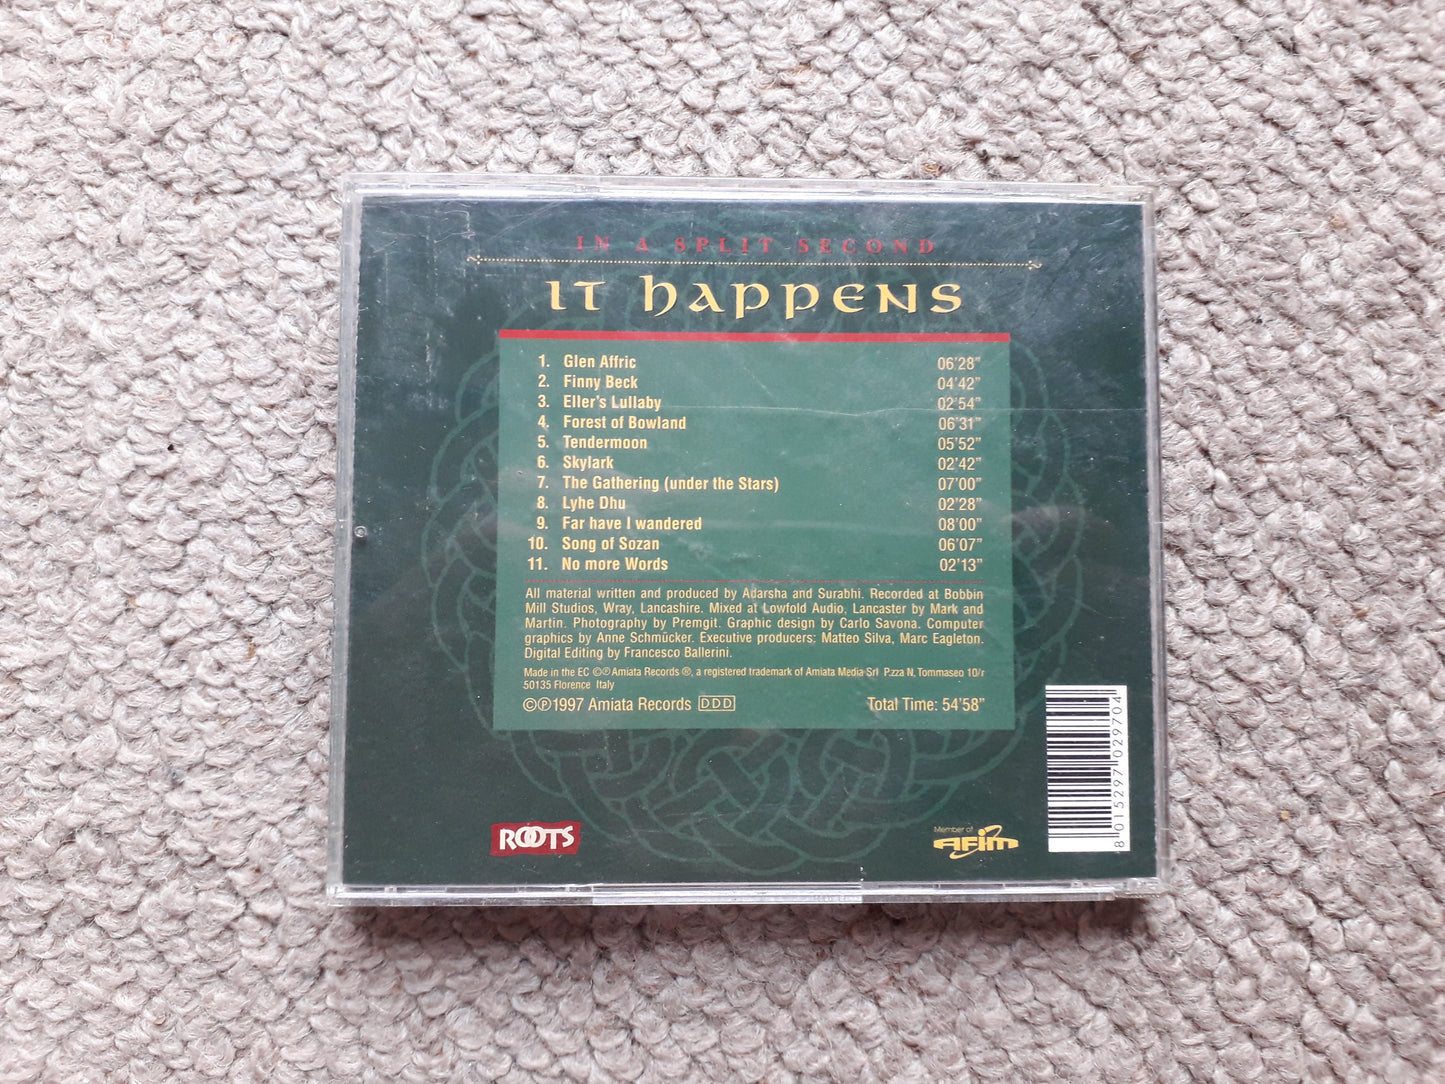 IN A SPLIT SECOND
IT HAPPENS
1. Glen Affric 06'28"
2. Finny Beck 04'42"
3. Eller's Lullaby 02'54"
4. Forest of Bowland 06'31"
5. Tendermoon 05'52"
6. Skylark 02'42"
7. The Gathering (under the Stars) 07'00"
8. Lyhe Dhu 02'28"
9. Far have I wandered 08'00"
10. Song of Sozan 06'07"
11. No more Words 02'13"
All material written and produced by Adarsha and Surabhi. Recorded at Bobbin
Mill Studios, Wray, Lancashire. Mixed at Lowfold Audio, Lancaster by Mark and
Martin. Photography by Premgit. Graphic design by Carlo Savona. Computer
graphics by Anne Schmücker. Executive producers: Matteo Silva, Marc Eagleton.
Digital Editing by Francesco Ballerini.
Made in the EC ©℗Amiata Records ®, a registered trademark of Amiata Media Srl P.zza N. Tommaseo 10/r
50135 Florence Italy
©℗1997 Amiata Records DDD Total Time: 54'58"
8 015297 029704
ROOTS
Member of
AFIM